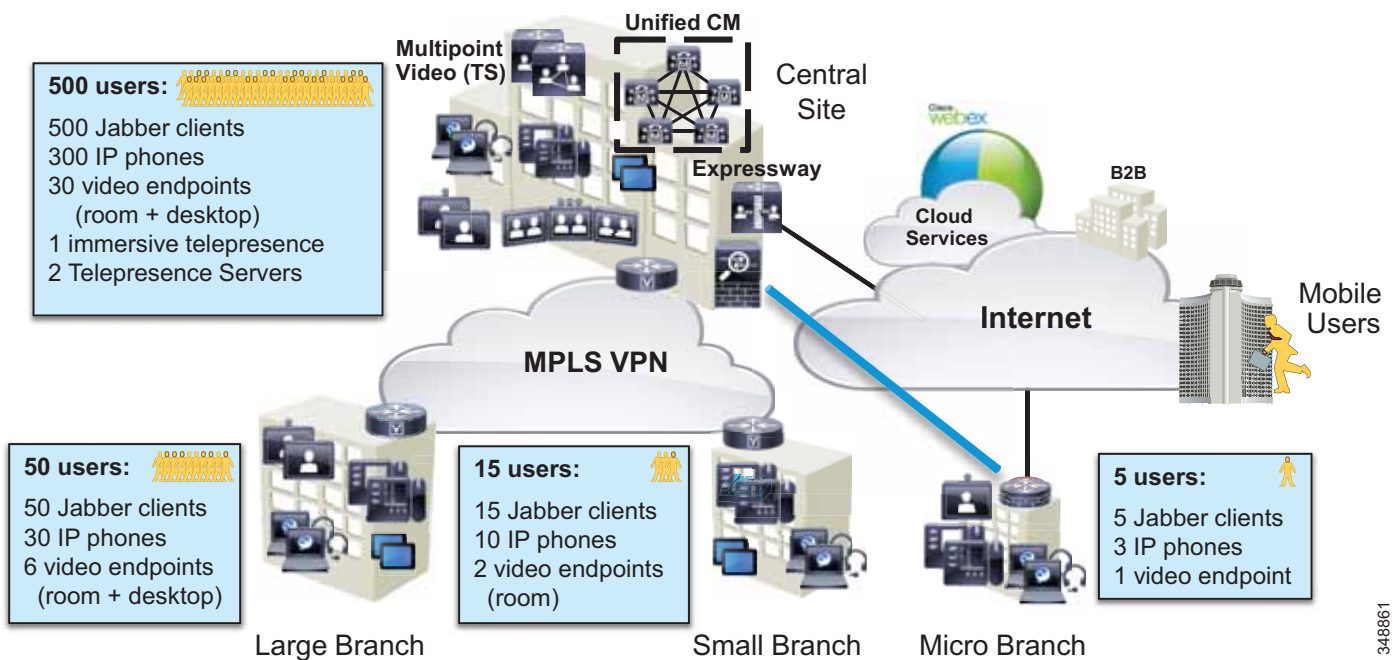 Unified CM
Multipoint
Video (TS)
Central
Site
500 users:
500 Jabber clients
300 IP phones
30 video endpoints
(room + desktop)
1 immersive telepresence
2 Telepresence Servers
Expressway
Cisco
webex
B2B
Cloud
Services
Internet
Mobile
Users
MPLS VPN
50 users:
50 Jabber clients
30 IP phones
6 video endpoints
(room + desktop)
15 users:
15 Jabber clients
10 IP phones
2 video endpoints
(room)
5 users:
5 Jabber clients
3 IP phones
1 video endpoint
Large Branch
Small Branch
Micro Branch
348861